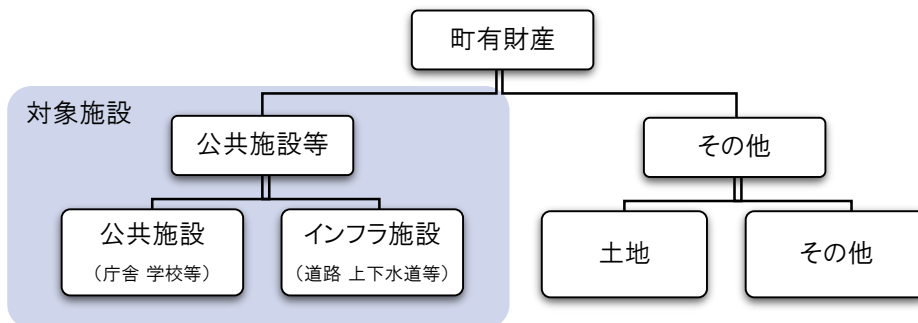 町有財産
対象施設
公共施設等
その他
公共施設
（庁舎 学校等）
インフラ施設
（道路 上下水道等）
土地
その他